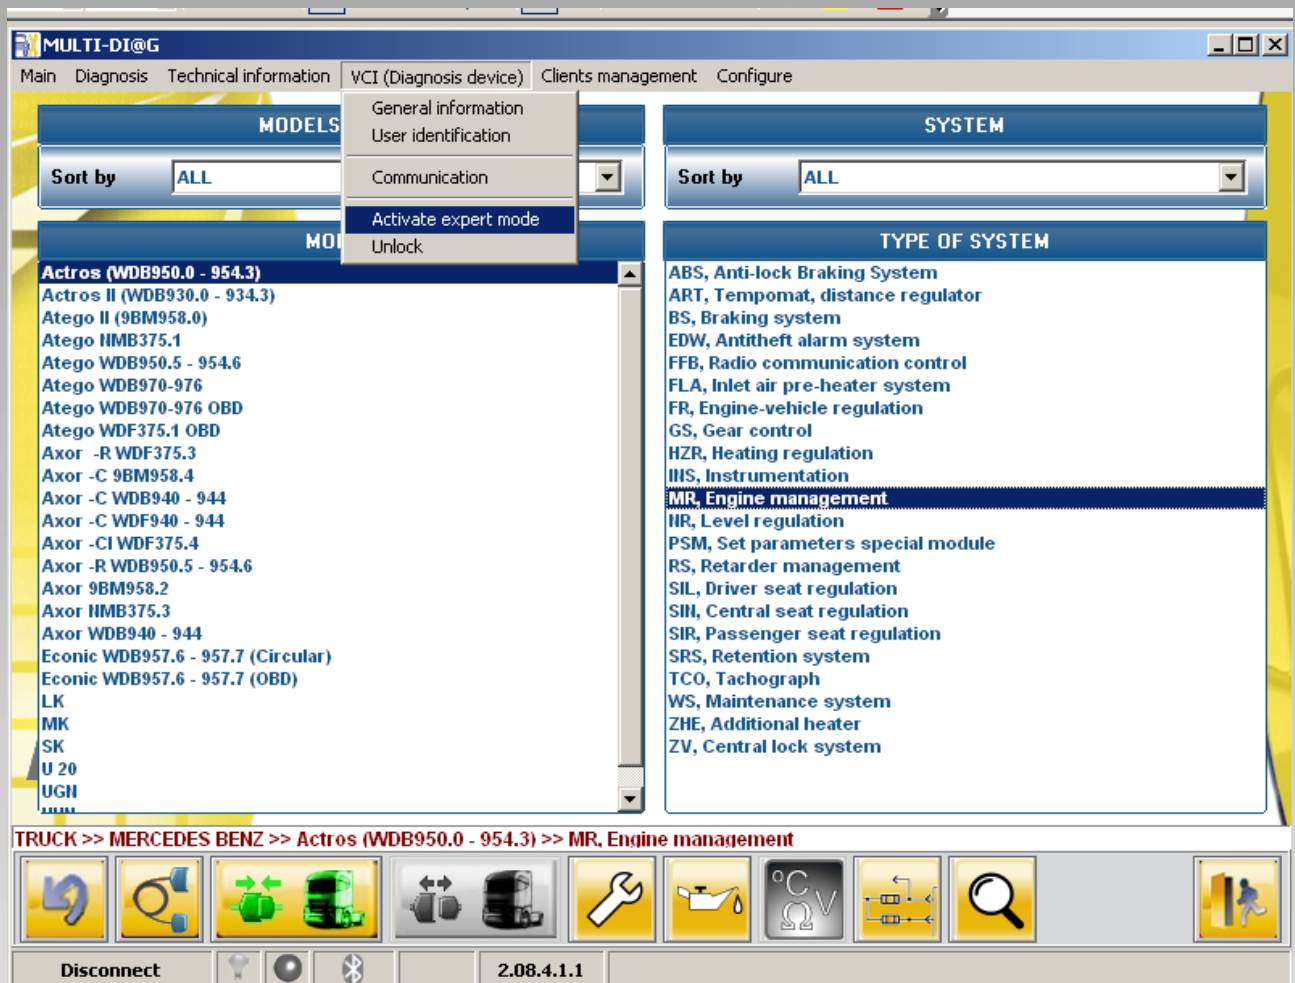 MULTI-DI@G
Main Diagnosis Technical information VCI (Diagnosis device) Clients management Configure
General information
User identification
Communication
Activate expert mode
Unlock
MODELS
Sort by ALL
SYSTEM
Sort by ALL
Actros (WDB950.0 - 954.3)
Actros II (WDB930.0 - 934.3)
Atego II (9BM958.0)
Atego NMB375.1
Atego WDB950.5 - 954.6
Atego WDB970-976
Atego WDB970-976 OBD
Atego WDF375.1 OBD
Axor -R WDF375.3
Axor -C 9BM958.4
Axor -C WDB940 - 944
Axor -C WDF940 - 944
Axor -CI WDF375.4
Axor -R WDB950.5 - 954.6
Axor 9BM958.2
Axor NMB375.3
Axor WDB940 - 944
Econic WDB957.6 - 957.7 (Circular)
Econic WDB957.6 - 957.7 (OBD)
LK
MK
SK
U 20
UGN
TYPE OF SYSTEM
ABS, Anti-lock Braking System
ART, Tempomat, distance regulator
BS, Braking system
EDW, Antitheft alarm system
FFB, Radio communication control
FLA, Inlet air pre-heater system
FR, Engine-vehicle regulation
GS, Gear control
HZR, Heating regulation
INS, Instrumentation
MR, Engine management
NR, Level regulation
PSM, Set parameters special module
RS, Retarder management
SIL, Driver seat regulation
SIN, Central seat regulation
SIR, Passenger seat regulation
SRS, Retention system
TCO, Tachograph
WS, Maintenance system
ZHE, Additional heater
ZV, Central lock system
TRUCK >> MERCEDES BENZ >> Actros (WDB950.0 - 954.3) >> MR, Engine management
°C
Ω V
Disconnect 2.08.4.1.1